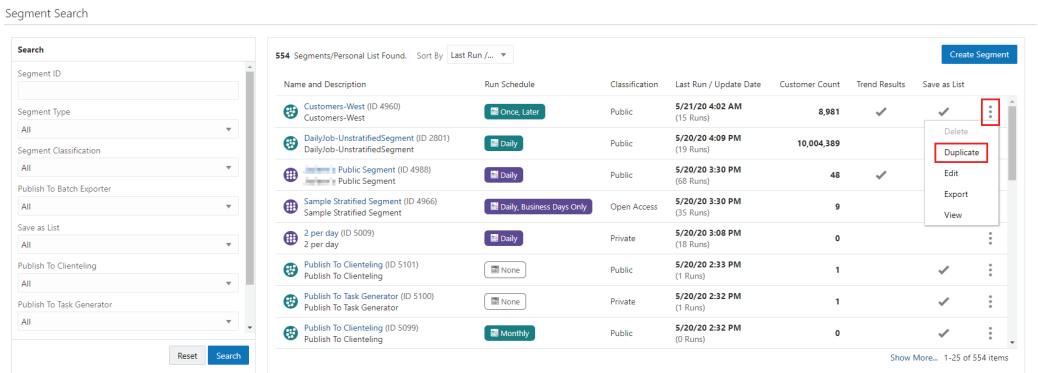 Segment Search
Search
Segment ID
Segment Type
All
Segment Classification
All
Publish To Batch Exporter
All
Save as List
All
Publish To Clienteling
All
Publish To Task Generator
All
Reset Search
554 Segments/Personal List Found. Sort By Last Run /... Create Segment
Name and Description Run Schedule Classification Last Run / Update Date Customer Count Trend Results Save as List
Customers-West (ID 4960)
Customers-West Once, Later Public 5/21/20 4:02 AM (15 Runs) 8,981
DailyJob-UnstratifiedSegment (ID 2801)
DailyJob-UnstratifiedSegment Daily Public 5/20/20 4:09 PM (19 Runs) 10,004,389
Public Segment (ID 4988)
Public Segment Daily Public 5/20/20 3:30 PM (68 Runs) 48
Sample Stratified Segment (ID 4966)
Sample Stratified Segment Daily, Business Days Only Open Access 5/20/20 3:30 PM (35 Runs) 9
2 per day (ID 5009)
2 per day Daily Private 5/20/20 3:08 PM (18 Runs) 0
Publish To Clienteling (ID 5101)
Publish To Clienteling None Public 5/20/20 2:33 PM (1 Runs) 1
Publish To Task Generator (ID 5100)
Publish To Task Generator None Private 5/20/20 2:32 PM (1 Runs) 1
Publish To Clienteling (ID 5099)
Publish To Clienteling Monthly Public 5/20/20 2:32 PM (0 Runs) 0
Delete
Duplicate
Edit
Export
View
Show More... 1-25 of 554 items